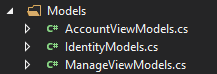 Models
C# AccountViewModels.cs
C# IdentityModels.cs
C# ManageViewModels.cs